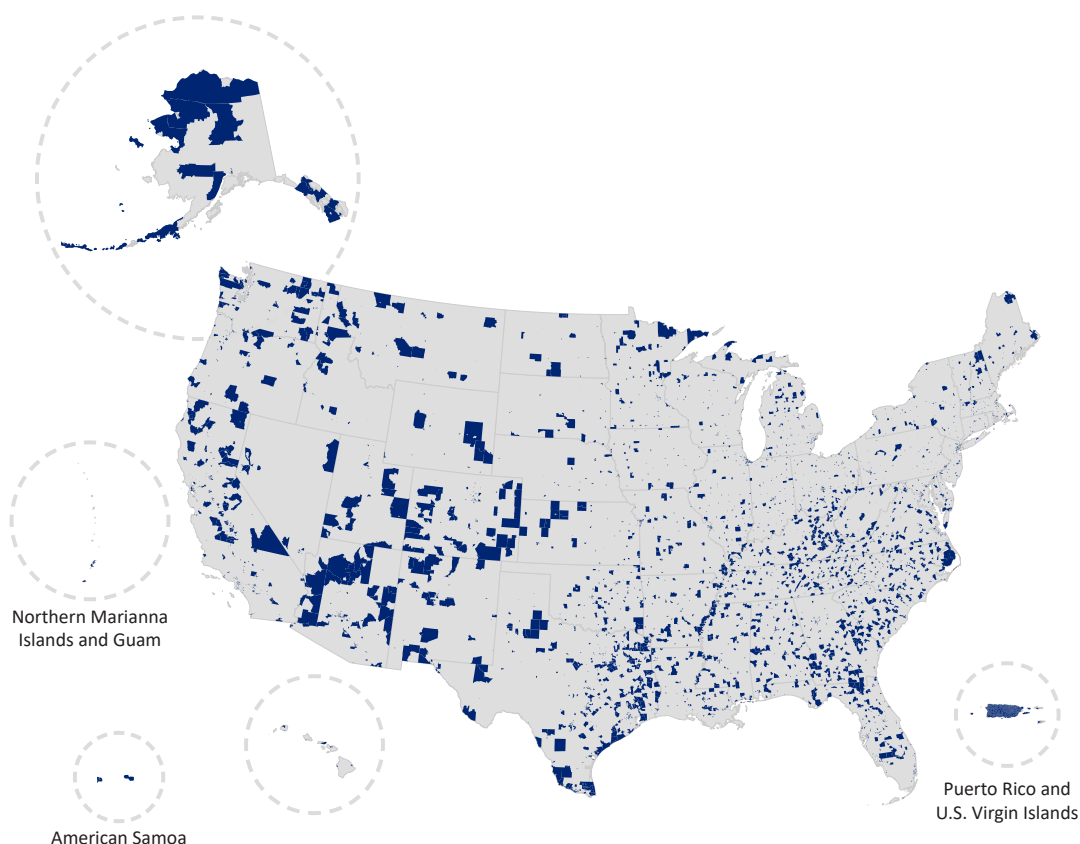 Northern Marianna
Islands and Guam
American Samoa
Puerto Rico and
U.S. Virgin Islands